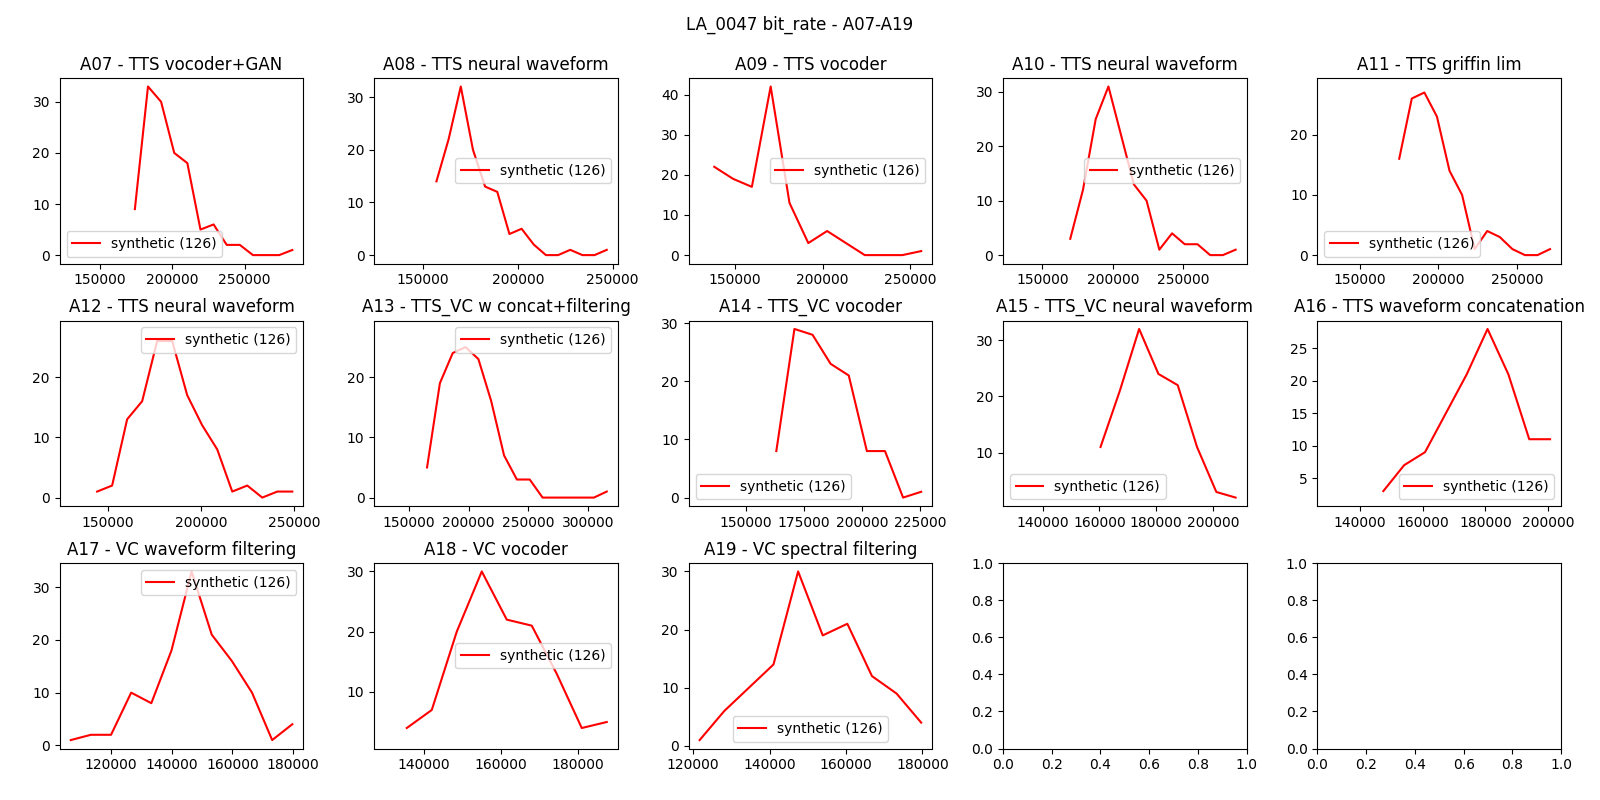 LA_0047 bit_rate - A07-A19
A07 - TTS vocoder+GAN
30
20
10
0
synthetic (126)
150000 200000 250000
A08 - TTS neural waveform
30
20
10
0
synthetic (126)
150000 200000 250000
A09 - TTS vocoder
40
30
20
10
0
synthetic (126)
150000 200000 250000
A10 - TTS neural waveform
30
20
10
0
synthetic (126)
150000 200000 250000
A11 - TTS griffin lim
20
10
0
synthetic (126)
150000 200000 250000
A12 - TTS neural waveform
20
10
0
synthetic (126)
150000 200000 250000
A13 - TTS_VC w concat+filtering
20
10
0
synthetic (126)
150000 200000 250000 300000
A14 - TTS_VC vocoder
30
20
10
0
synthetic (126)
150000 175000 200000 225000
A15 - TTS_VC neural waveform
30
20
10
synthetic (126)
140000 160000 180000 200000
A16 - TTS waveform concatenation
25
20
15
10
5
synthetic (126)
140000 160000 180000 200000
A17 - VC waveform filtering
30
20
10
0
synthetic (126)
120000 140000 160000 180000
A18 - VC vocoder
30
20
10
synthetic (126)
140000 160000 180000
A19 - VC spectral filtering
30
20
10
0
synthetic (126)
120000 140000 160000 180000
1.0
0.8
0.6
0.4
0.2
0.0
0.0 0.2 0.4 0.6 0.8 1.0
1.0
0.8
0.6
0.4
0.2
0.0
0.0 0.2 0.4 0.6 0.8 1.0